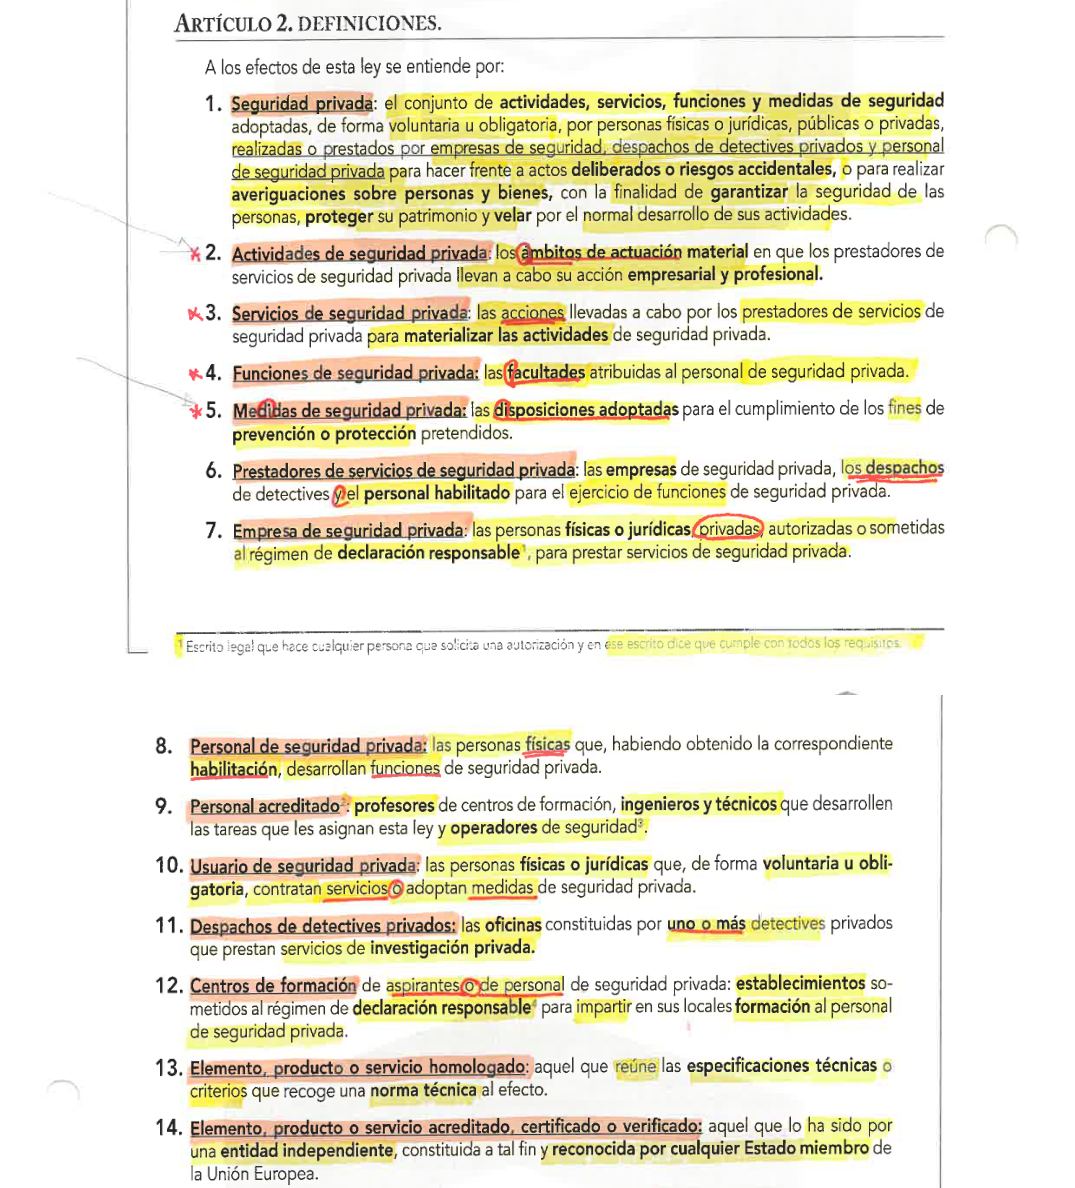 ARTÍCULO 2. DEFINICIONES.
A los efectos de esta ley se entiende por:
1. Seguridad privada: el conjunto de actividades, servicios, funciones y medidas de seguridad
adoptadas, de forma voluntaria u obligatoria, por personas físicas o jurídicas, públicas o privadas,
realizadas o prestados por empresas de seguridad, despachos de detectives privados y personal
de seguridad privada para hacer frente a actos deliberados o riesgos accidentales, o para realizar
averiguaciones sobre personas y bienes, con la finalidad de garantizar la seguridad de las
personas, proteger su patrimonio y velar por el normal desarrollo de sus actividades.
2. Actividades de seguridad privada: los ámbitos de actuación material en que los prestadores de
servicios de seguridad privada llevan a cabo su acción empresarial y profesional.
3. Servicios de seguridad privada: las acciones llevadas a cabo por los prestadores de servicios de
seguridad privada para materializar las actividades de seguridad privada.
4. Funciones de seguridad privada: las facultades atribuidas al personal de seguridad privada.
5. Medidas de seguridad privada: las disposiciones adoptadas para el cumplimiento de los fines de
prevención o protección pretendidos.
6. Prestadores de servicios de seguridad privada: las empresas de seguridad privada, los despachos
de detectives y el personal habilitado para el ejercicio de funciones de seguridad privada.
7. Empresa de seguridad privada: las personas físicas o jurídicas, privadas, autorizadas o sometidas
al régimen de declaración responsable¹, para prestar servicios de seguridad privada.
¹ Escrito legal que hace cualquier persona que solicita una autorización y en ese escrito dice que cumple con todos los requisitos.
8. Personal de seguridad privada: las personas físicas que, habiendo obtenido la correspondiente
habilitación, desarrollan funciones de seguridad privada.
9. Personal acreditado²: profesores de centros de formación, ingenieros y técnicos que desarrollen
las tareas que les asignan esta ley y operadores de seguridad³.
10. Usuario de seguridad privada: las personas físicas o jurídicas que, de forma voluntaria u obli-
gatoria, contratan servicios o adoptan medidas de seguridad privada.
11. Despachos de detectives privados: las oficinas constituidas por uno o más detectives privados
que prestan servicios de investigación privada.
12. Centros de formación de aspirantes o de personal de seguridad privada: establecimientos so-
metidos al régimen de declaración responsable⁴ para impartir en sus locales formación al personal
de seguridad privada.
13. Elemento, producto o servicio homologado: aquel que reúne las especificaciones técnicas o
criterios que recoge una norma técnica al efecto.
14. Elemento, producto o servicio acreditado, certificado o verificado: aquel que lo ha sido por
una entidad independiente, constituida a tal fin y reconocida por cualquier Estado miembro de
la Unión Europea.